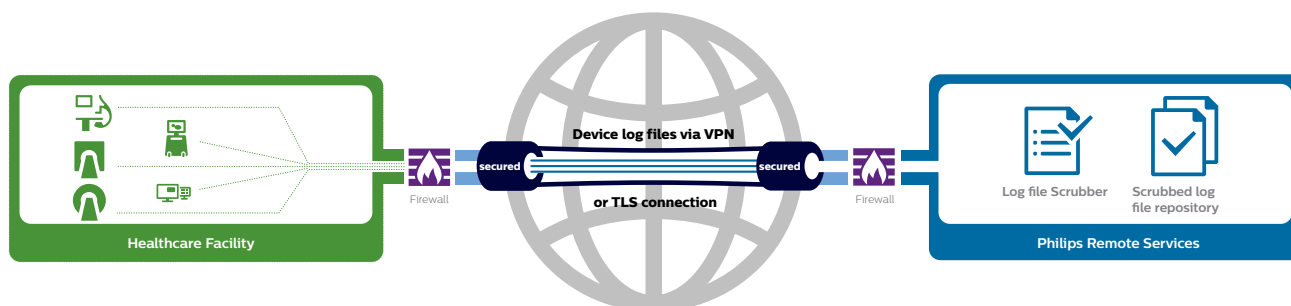 Device log files via VPN
secured
secured
or TLS connection
Firewall
Firewall
Log file Scrubber
Scrubbed log
file repository
Healthcare Facility
Philips Remote Services